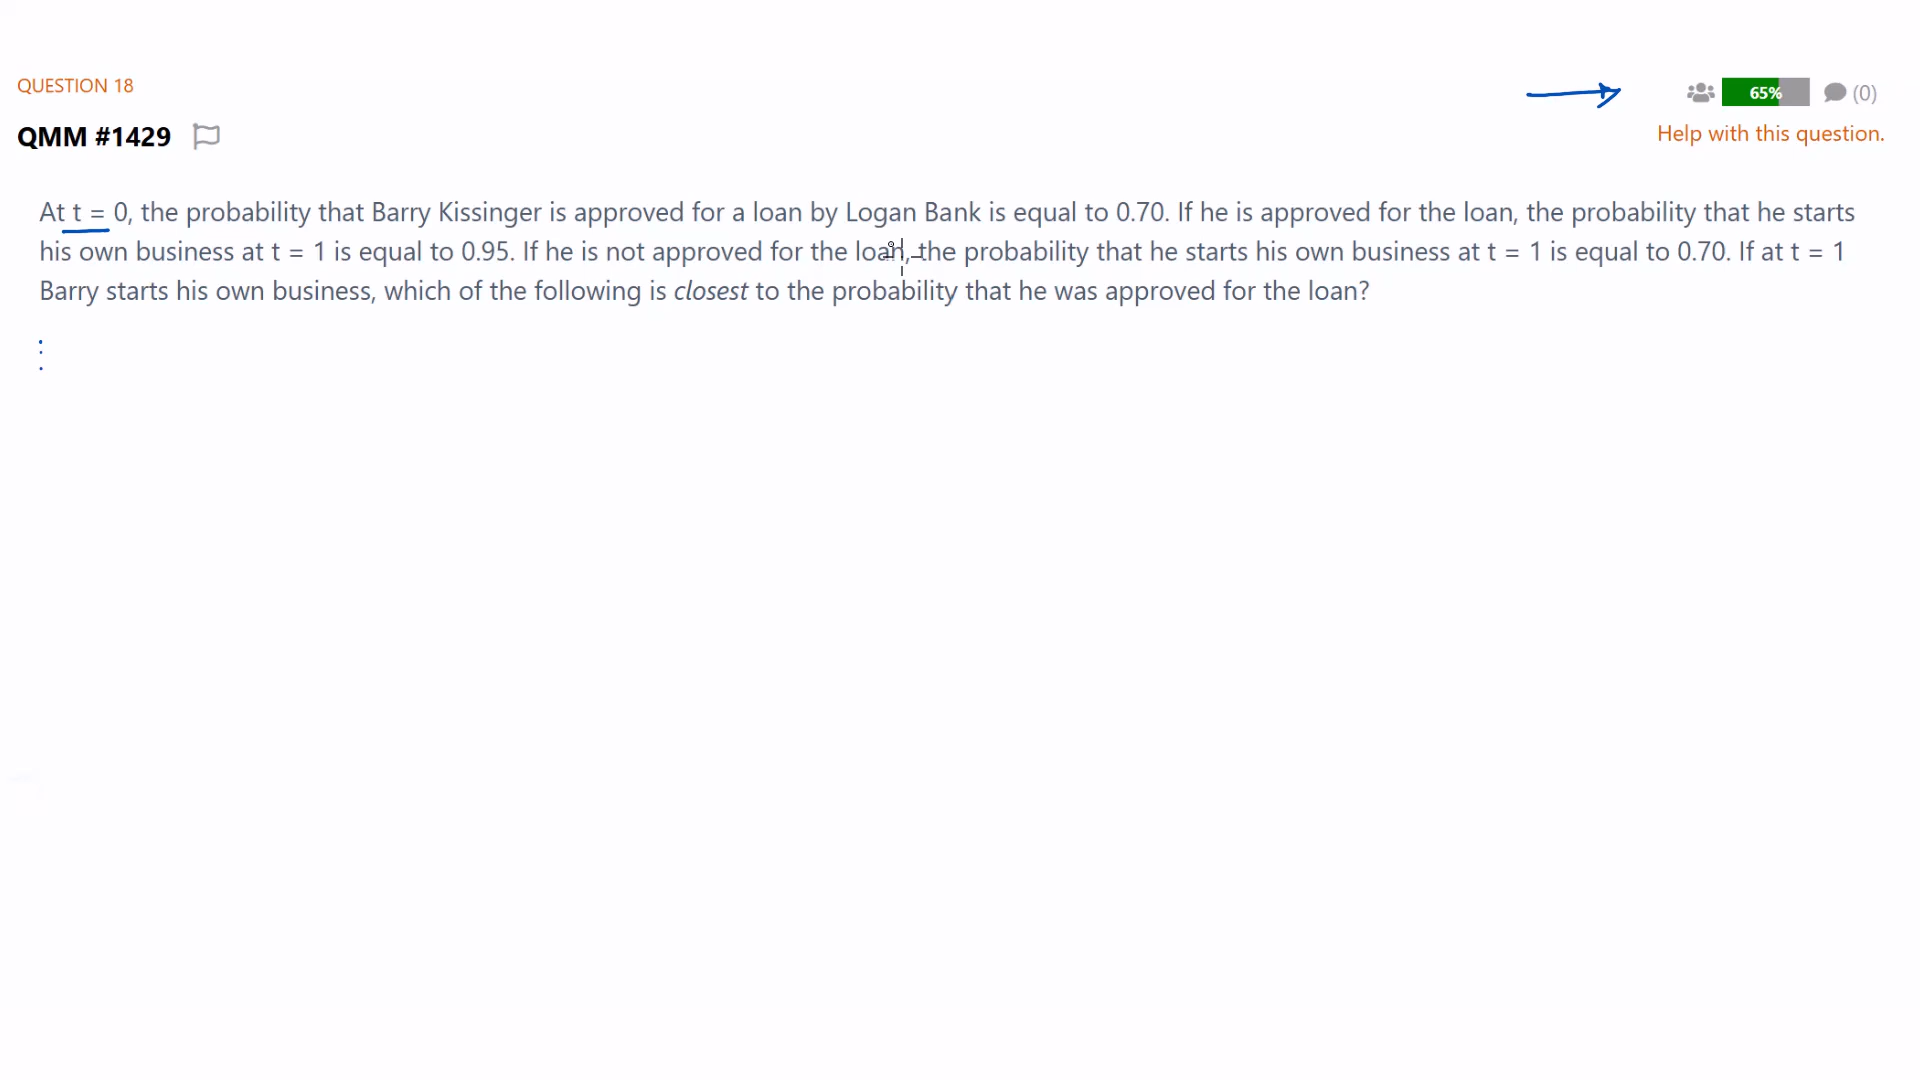 QUESTION 18
65% (0)
QMM #1429
Help with this question.
At t = 0, the probability that Barry Kissinger is approved for a loan by Logan Bank is equal to 0.70. If he is approved for the loan, the probability that he starts
his own business at t = 1 is equal to 0.95. If he is not approved for the loan, the probability that he starts his own business at t = 1 is equal to 0.70. If at t = 1
Barry starts his own business, which of the following is closest to the probability that he was approved for the loan?